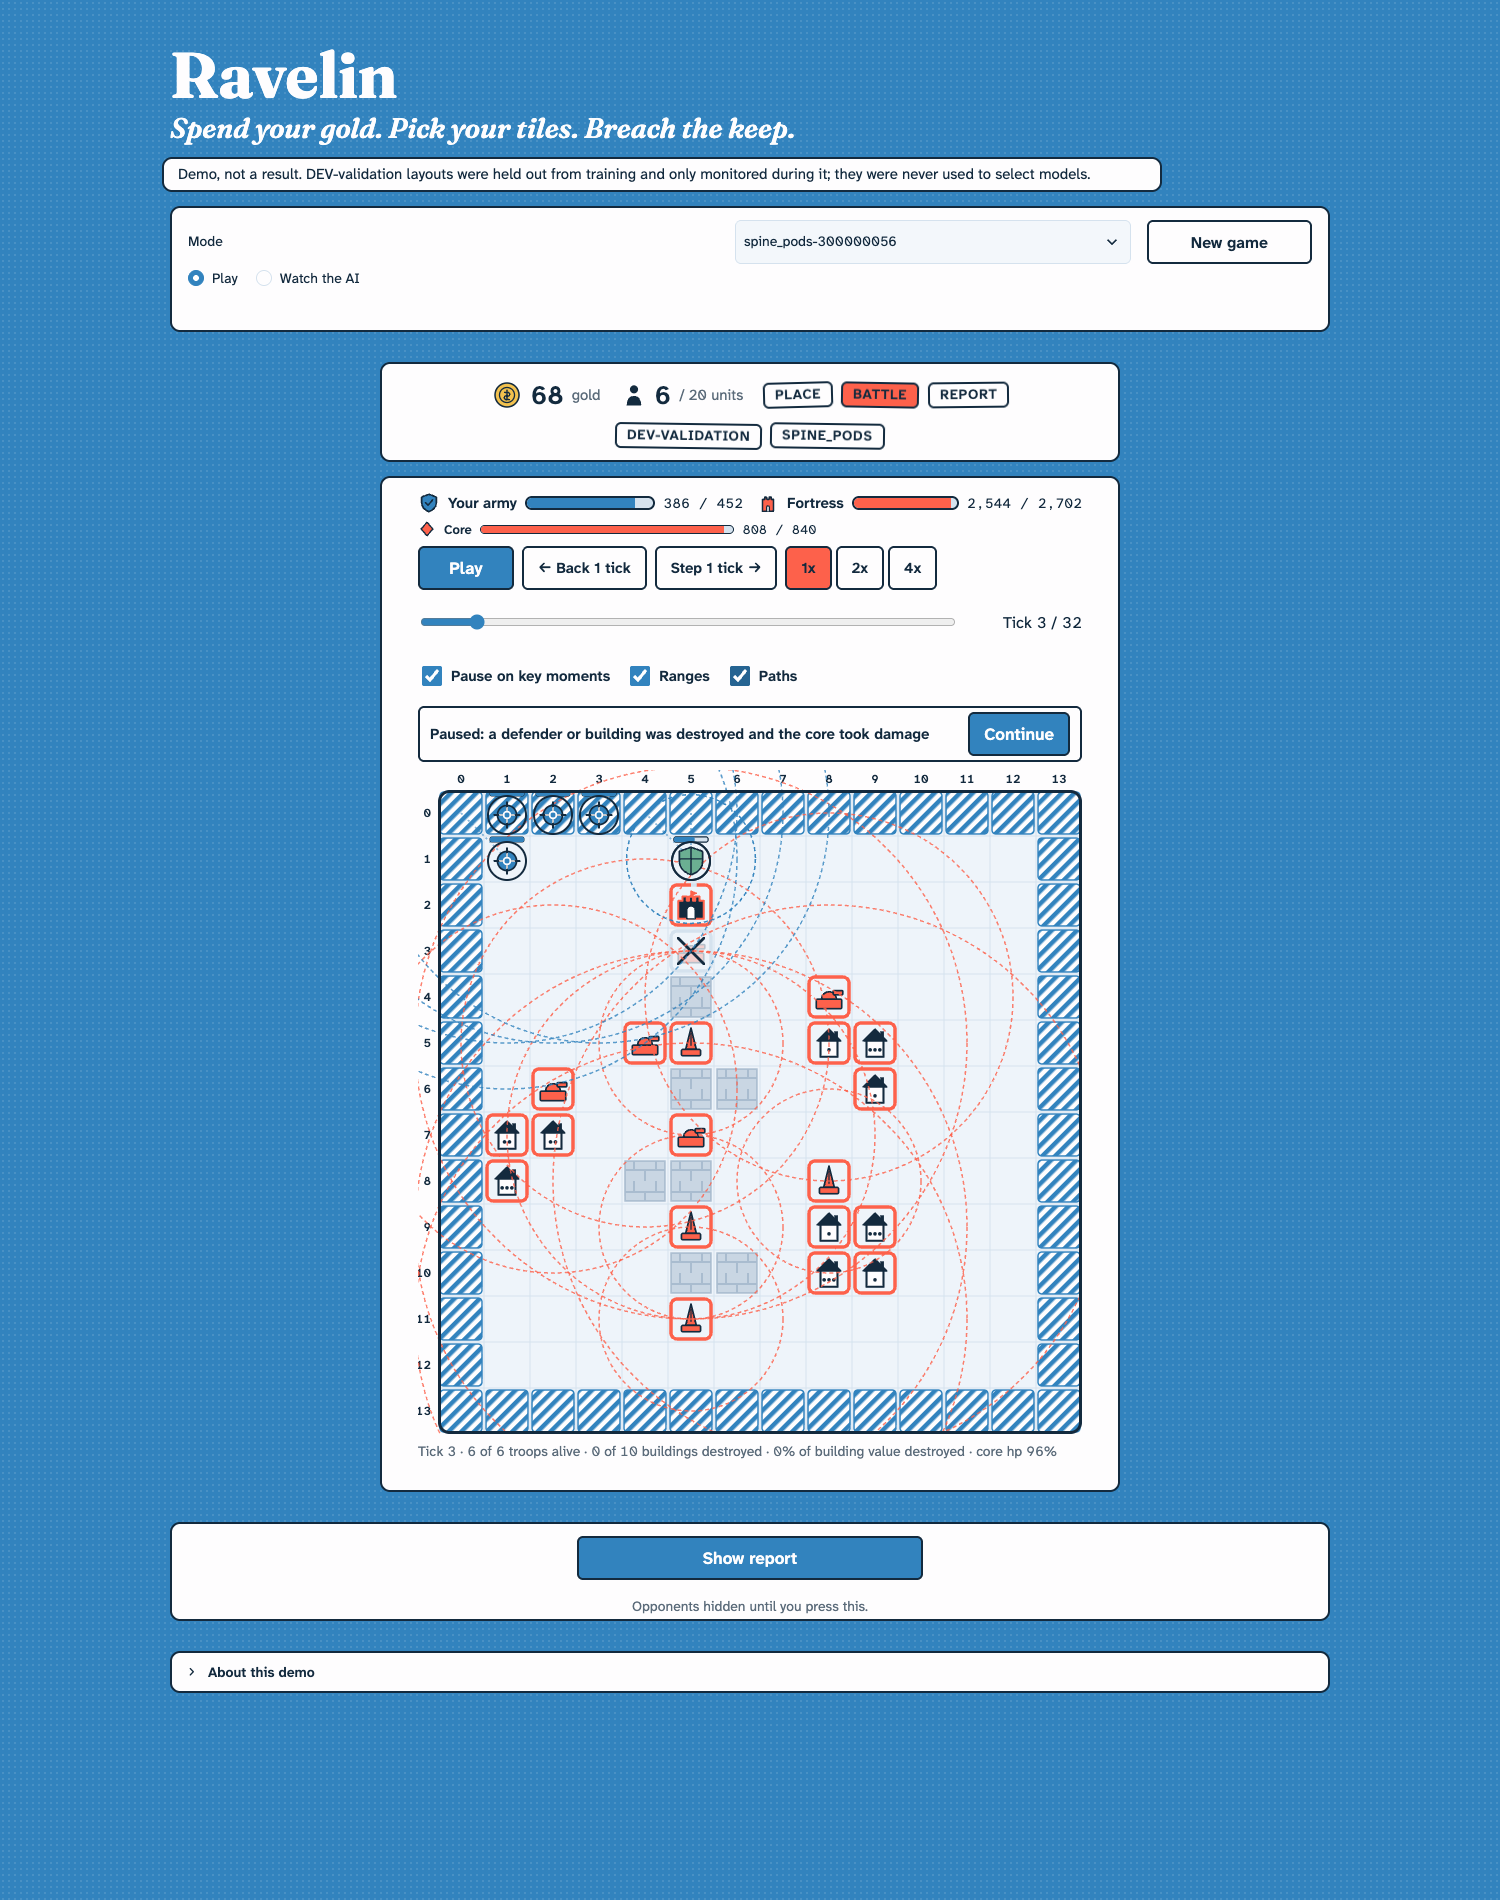 Ravelin
Spend your gold. Pick your tiles. Breach the keep.
Demo, not a result. DEV-validation layouts were held out from training and only monitored during it; they were never used to select models.
Mode
spine_pods-300000056
New game
Play
Watch the AI
68 gold
6 / 20 units
PLACE
BATTLE
REPORT
DEV-VALIDATION
SPINE_PODS
Your army 386 / 452
Fortress 2,544 / 2,702
Core 808 / 840
Play
← Back 1 tick
Step 1 tick →
1x
2x
4x
Tick 3 / 32
Pause on key moments
Ranges
Paths
Paused: a defender or building was destroyed and the core took damage
Continue
0 1 2 3 4 5 6 7 8 9 10 11 12 13
0
1
2
3
4
5
6
7
8
9
10
11
12
13
Tick 3 · 6 of 6 troops alive · 0 of 10 buildings destroyed · 0% of building value destroyed · core hp 96%
Show report
Opponents hidden until you press this.
About this demo